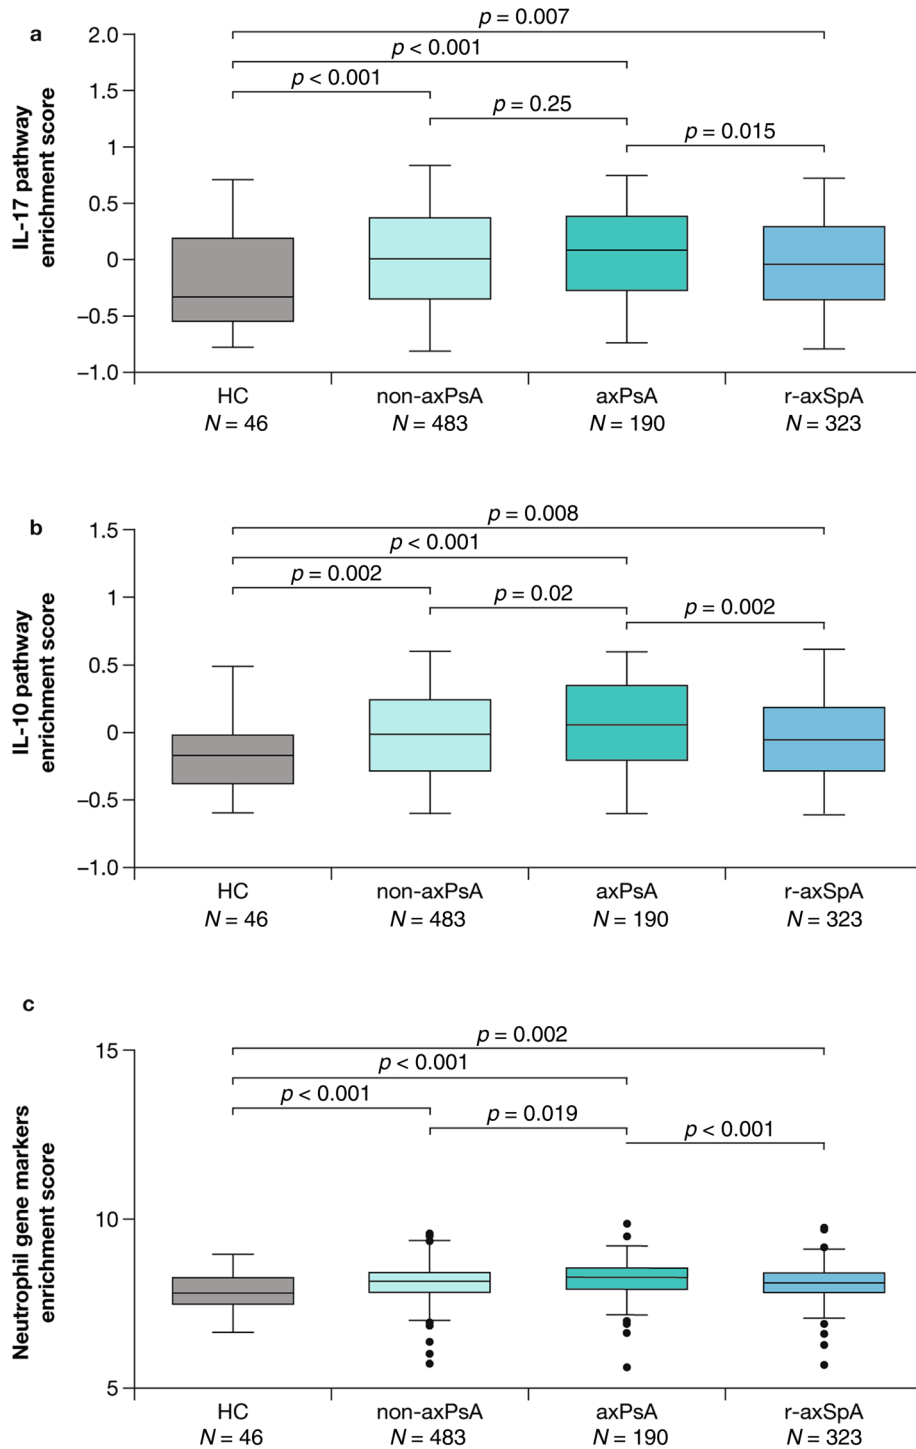 a
p = 0.007
p < 0.001
p < 0.001
p = 0.25
p = 0.015
IL-17 pathway
enrichment score
2.0
1.5
1
0.5
0
−0.5
−1.0
HC
N = 46
non-axPsA
N = 483
axPsA
N = 190
r-axSpA
N = 323
b
p = 0.008
p < 0.001
p = 0.002
p = 0.02
p = 0.002
IL-10 pathway
enrichment score
1.5
1
0.5
0
−0.5
−1.0
HC
N = 46
non-axPsA
N = 483
axPsA
N = 190
r-axSpA
N = 323
c
p = 0.002
p < 0.001
p < 0.001
p = 0.019
p < 0.001
Neutrophil gene markers
enrichment score
15
10
5
HC
N = 46
non-axPsA
N = 483
axPsA
N = 190
r-axSpA
N = 323